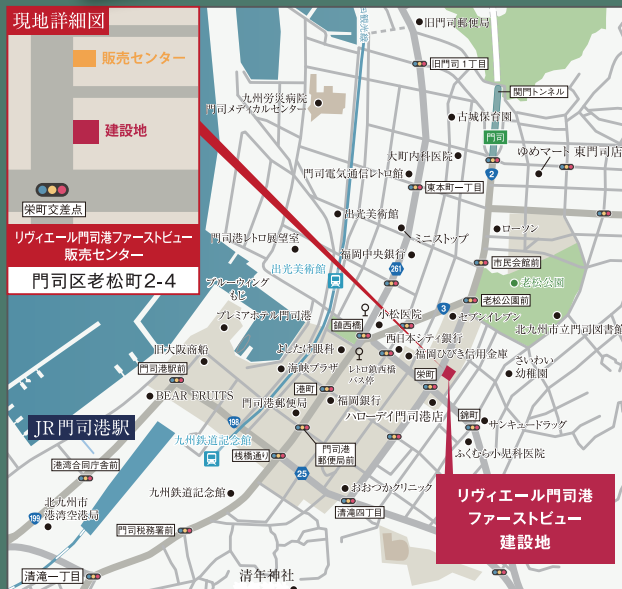 現地詳細図
販売センター
建設地
栄町交差点
リヴィエール門司港ファーストビュー
販売センター
門司区老松町2-4
旧門司郵便局
旧門司1丁目
関門トンネル
九州労災病院
門司メディカルセンター
古城保育園
門司
大町内科医院
ゆめマート 東門司店
門司電気通信レトロ館
2
東本町一丁目
出光美術館
ミニストップ
ローソン
門司港レトロ展望室
福岡中央銀行
市民会館前
出光美術館
261
老松公園
ブルーウィング
もじ
3
老松公園前
プレミアホテル門司港
鎮西橋
小松医院
セブンイレブン
北九州市立門司図書館
旧大阪商船
よしたけ眼科
西日本シティ銀行
福岡ひびき信用金庫
さいわい
幼稚園
門司港駅前
海峡プラザ
レトロ鎮西橋
バス停
栄町
BEAR FRUITS
港町
福岡銀行
門司港郵便局
ハローデイ門司港店
錦町
サンキュードラッグ
JR門司港駅
198
九州鉄道記念館
門司港
郵便局前
ふくむら小児科医院
桟橋通り
港湾合同庁舎前
25
おおつかクリニック
リヴィエール門司港
ファーストビュー
建設地
九州鉄道記念館
北九州市
港湾空港局
199
清滝四丁目
門司税務署前
清滝一丁目
清年神社